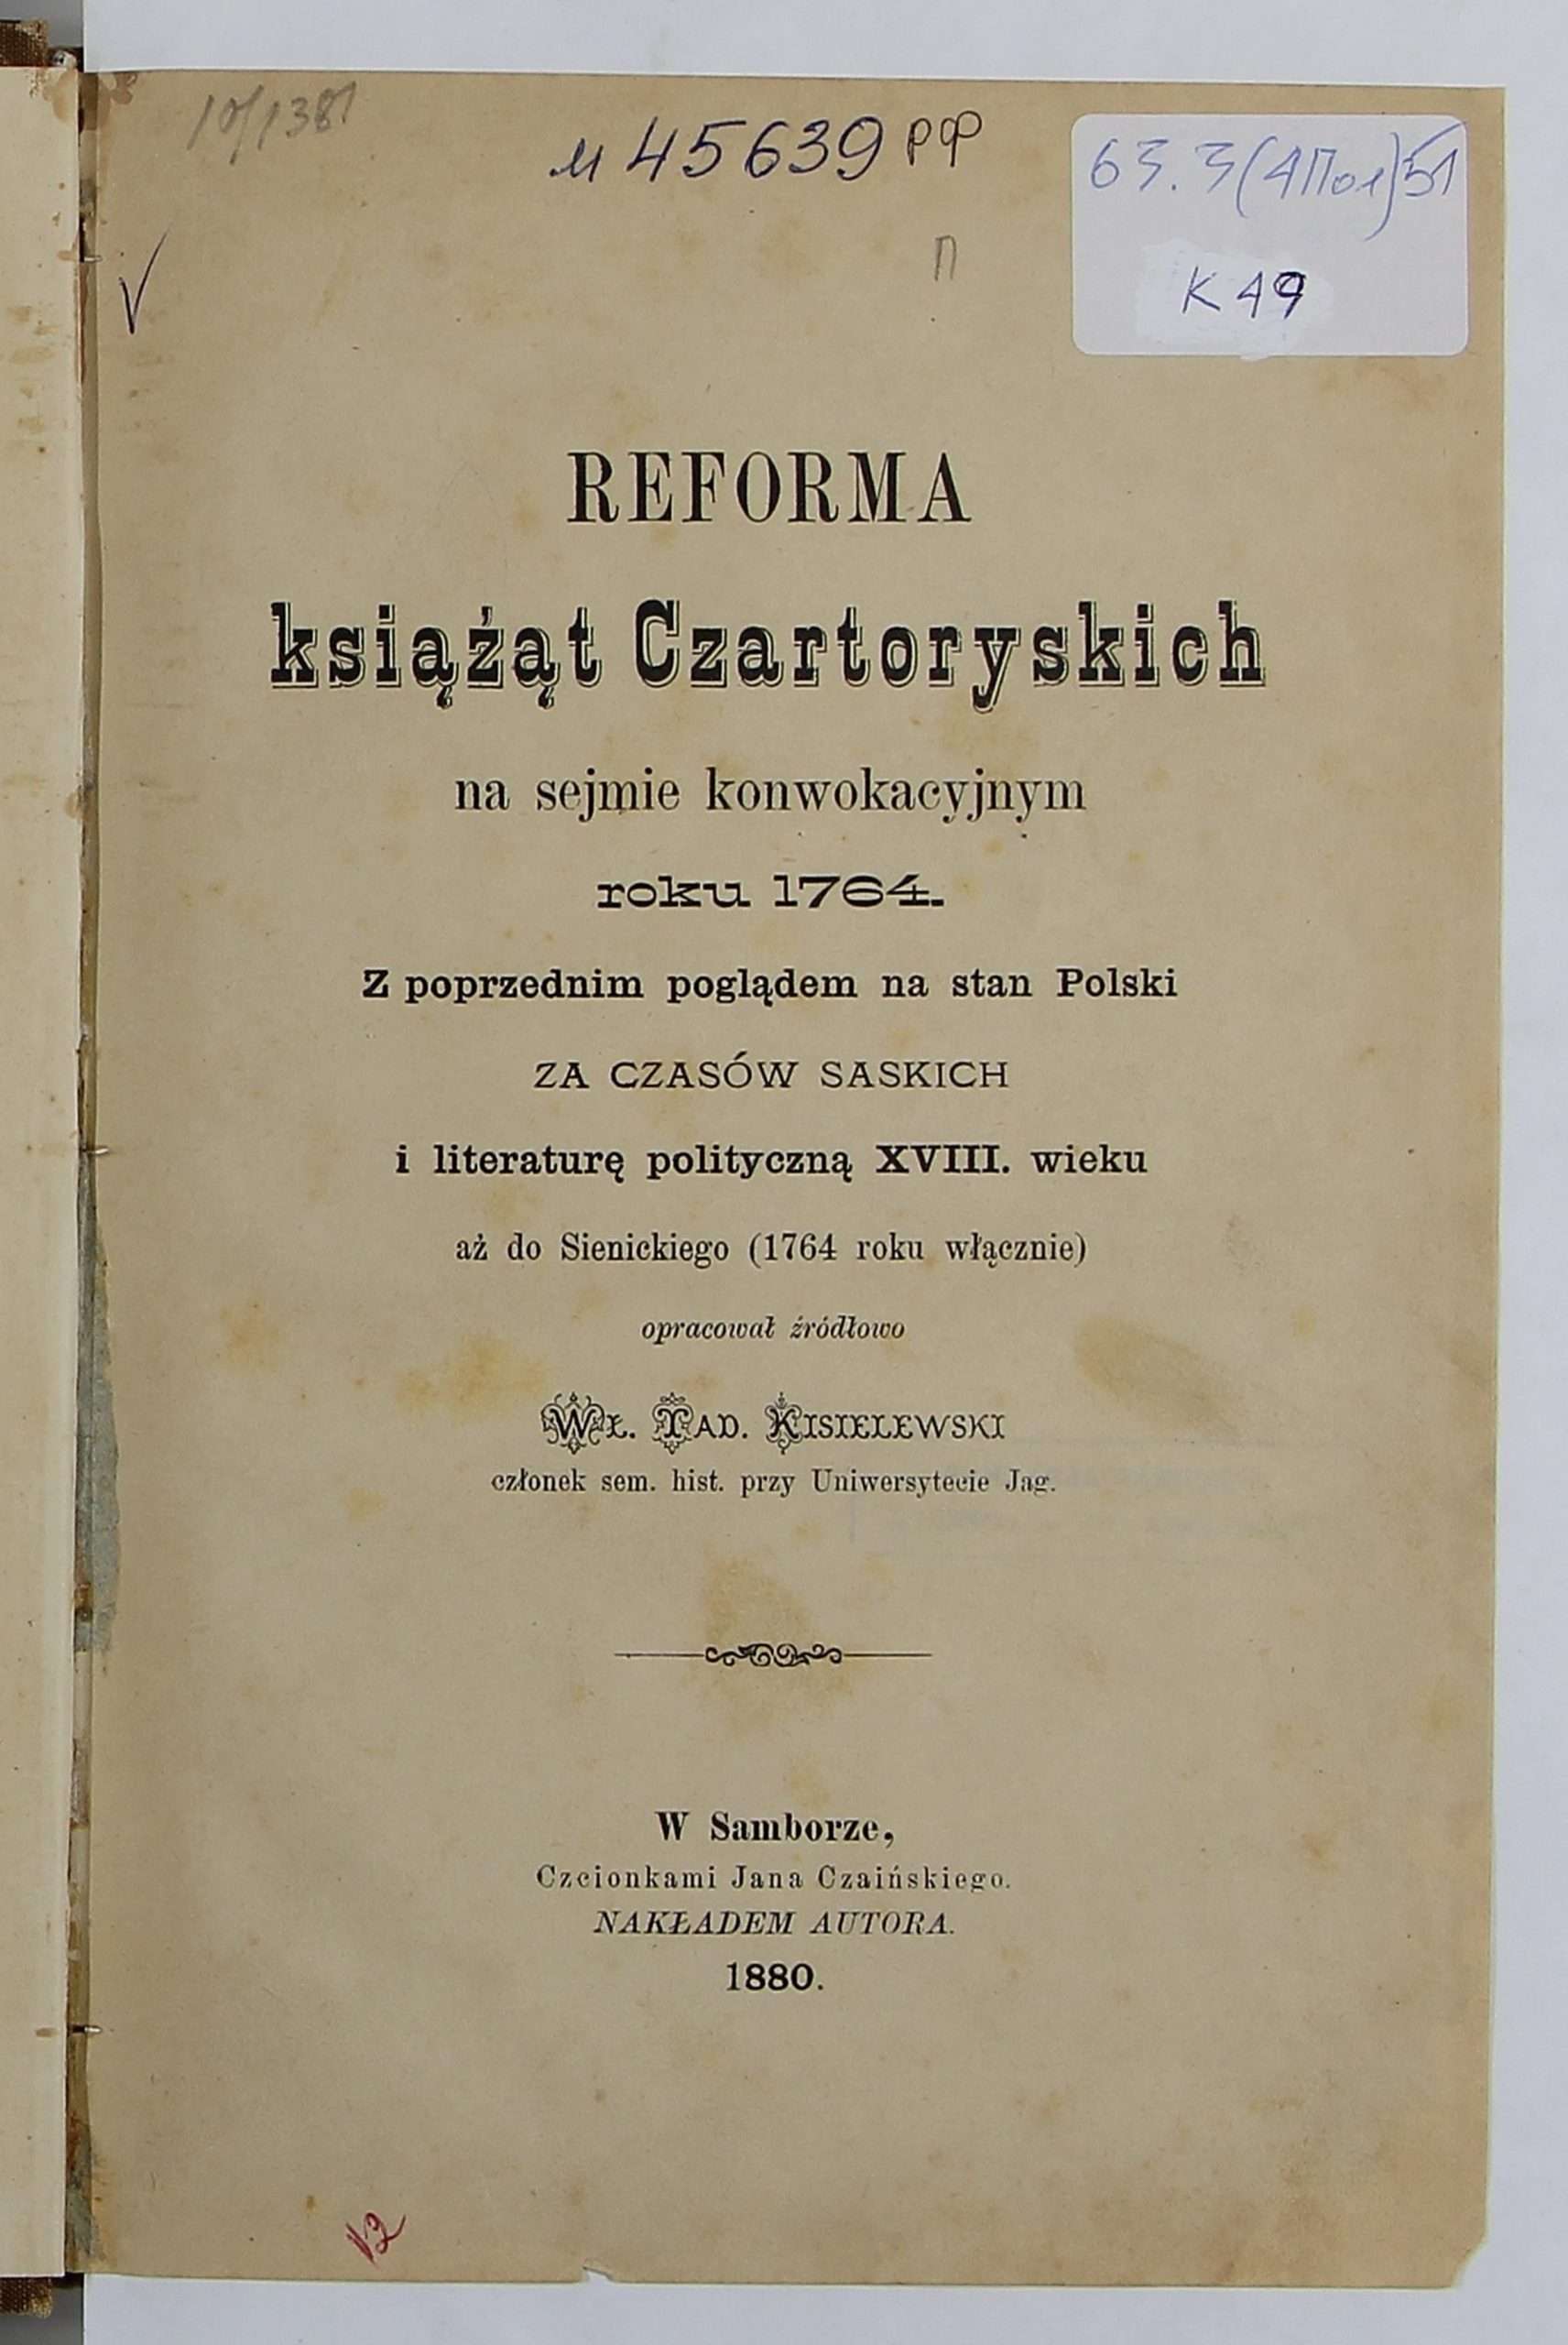 10/1381
и 45639 РФ
63.3(4Пол)51
П
V
К 49
REFORMA
książąt Czartoryskich
na sejmie konwokacyjnym
roku 1764.
Z poprzednim poglądem na stan Polski
ZA CZASÓW SASKICH
i literaturę polityczną XVIII. wieku
aż do Sienickiego (1764 roku włącznie)
opracował źródłowo
WŁ. TAD. KISIELEWSKI
członek sem. hist. przy Uniwersytecie Jag.
W Samborze,
Czcionkami Jana Czaińskiego.
NAKŁADEM AUTORA.
1880.